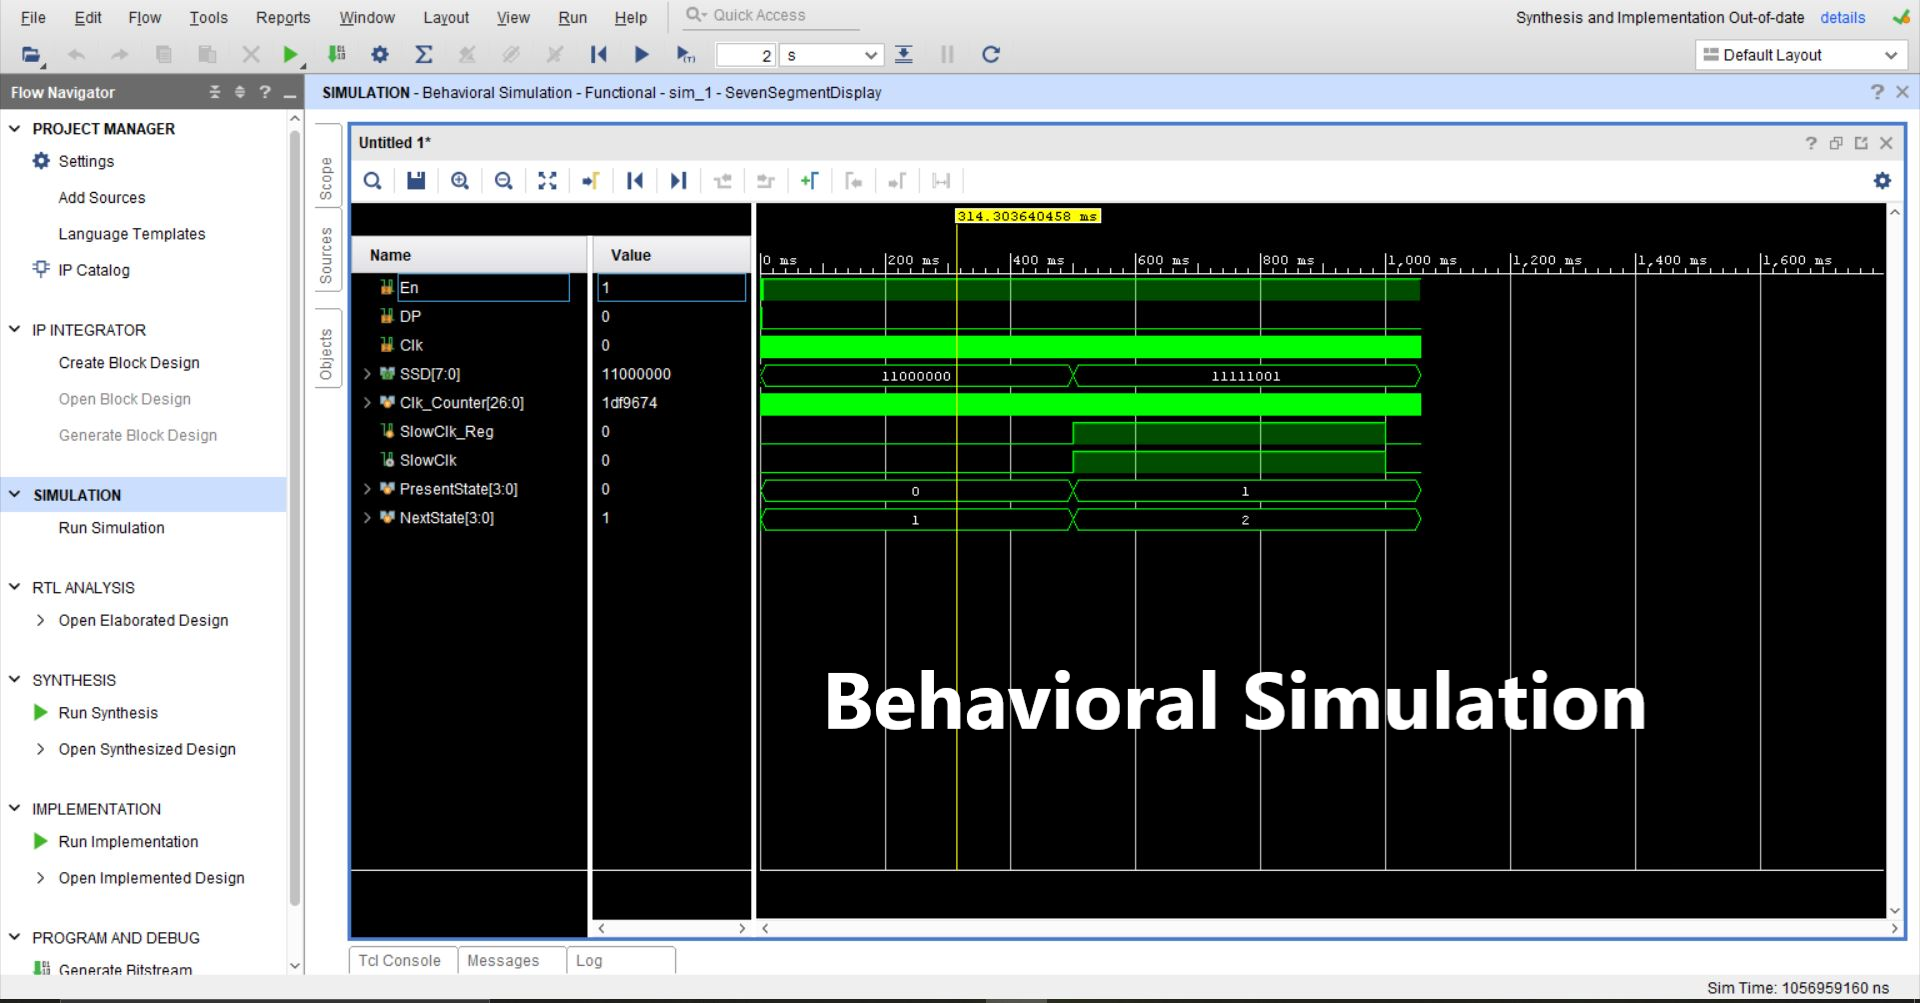 File Edit Flow Tools Reports Window Layout View Run Help Quick Access Synthesis and Implementation Out-of-date details
2 s Default Layout
Flow Navigator ? SIMULATION - Behavioral Simulation - Functional - sim_1 - SevenSegmentDisplay ?
PROJECT MANAGER
Settings
Add Sources
Language Templates
IP Catalog
IP INTEGRATOR
Create Block Design
Open Block Design
Generate Block Design
SIMULATION
Run Simulation
RTL ANALYSIS
Open Elaborated Design
SYNTHESIS
Run Synthesis
Open Synthesized Design
IMPLEMENTATION
Run Implementation
Open Implemented Design
PROGRAM AND DEBUG
Generate Bitstream
Scope
Sources
Objects
Untitled 1* ?
314.303640458 ms
Name Value 0 ms 200 ms 400 ms 600 ms 800 ms 1,000 ms 1,200 ms 1,400 ms 1,600 ms
En 1
DP 0
Clk 0
SSD[7:0] 11000000 11000000 11111001
Clk_Counter[26:0] 1df9674
SlowClk_Reg 0
SlowClk 0
PresentState[3:0] 0 0 1
NextState[3:0] 1 1 2
Behavioral Simulation
Tcl Console Messages Log
Sim Time: 1056959160 ns